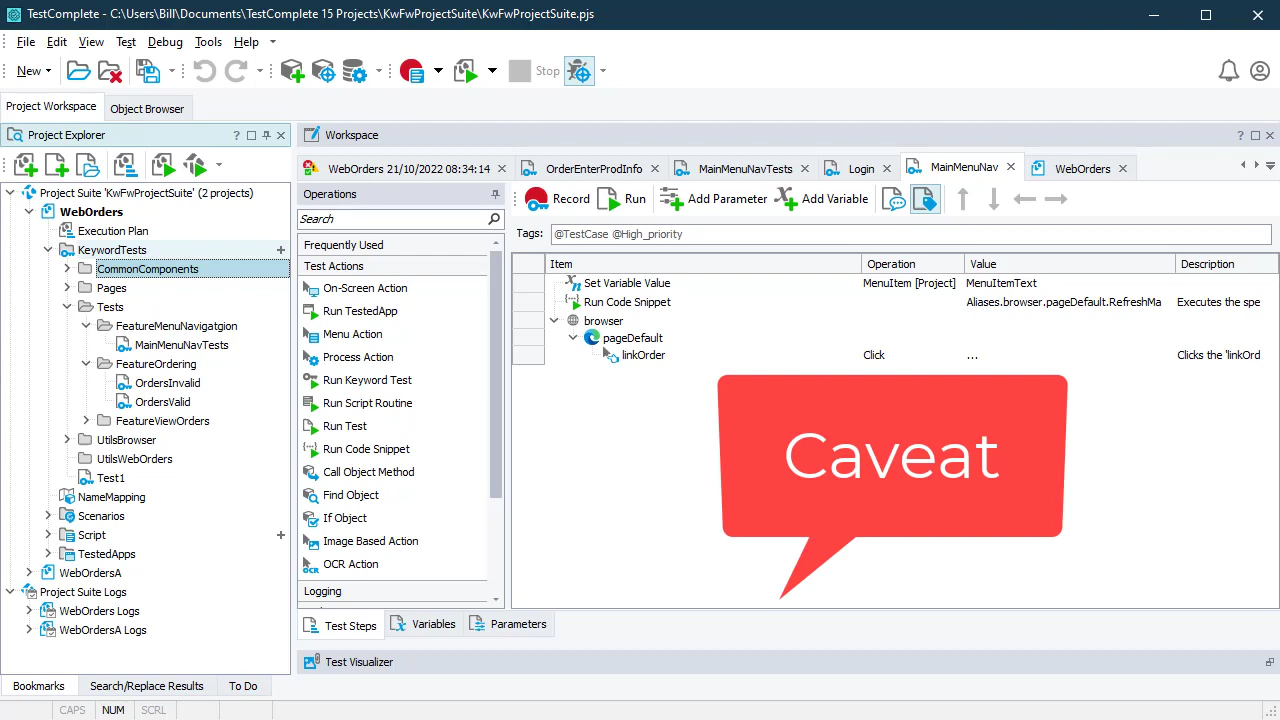 TestComplete - C:\Users\Bill\Documents\TestComplete 15 Projects\KwFwProjectSuite\KwFwProjectSuite.pjs
File Edit View Test Debug Tools Help
New Stop
Project Workspace Object Browser
Project Explorer ?
Workspace ?
WebOrders 21/10/2022 08:34:14 OrderEnterProdInfo MainMenuNavTests Login MainMenuNav WebOrders
Operations
Record Run Add Parameter Add Variable
Search
Tags: @TestCase @High_priority
Project Suite 'KwFwProjectSuite' (2 projects)
WebOrders
Execution Plan
KeywordTests
CommonComponents
Pages
Tests
FeatureMenuNavigatgion
MainMenuNavTests
FeatureOrdering
OrdersInvalid
OrdersValid
FeatureViewOrders
UtilsBrowser
UtilsWebOrders
Test1
NameMapping
Scenarios
Script
TestedApps
WebOrdersA
Project Suite Logs
WebOrders Logs
WebOrdersA Logs
Frequently Used
Test Actions
On-Screen Action
Run TestedApp
Menu Action
Process Action
Run Keyword Test
Run Script Routine
Run Test
Run Code Snippet
Call Object Method
Find Object
If Object
Image Based Action
OCR Action
Logging
Item Operation Value Description
Set Variable Value MenuItem [Project] MenuItemText
Run Code Snippet Aliases.browser.pageDefault.RefreshMa Executes the spe
browser
pageDefault
linkOrder Click ... Clicks the 'linkOrd
Caveat
Test Steps Variables Parameters
Test Visualizer
Bookmarks Search/Replace Results To Do
CAPS NUM SCRL